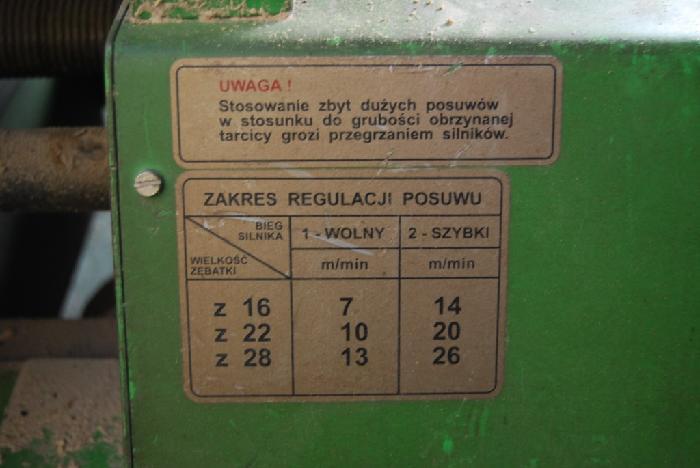 UWAGA !
Stosowanie zbyt dużych posuwów
w stosunku do grubości obrzynanej
tarcicy grozi przegrzaniem silników.
ZAKRES REGULACJI POSUWU
BIEG SILNIKA 1 - WOLNY 2 - SZYBKI
WIELKOŚĆ ZĘBATKI m/min m/min
z 16 7 14
z 22 10 20
z 28 13 26